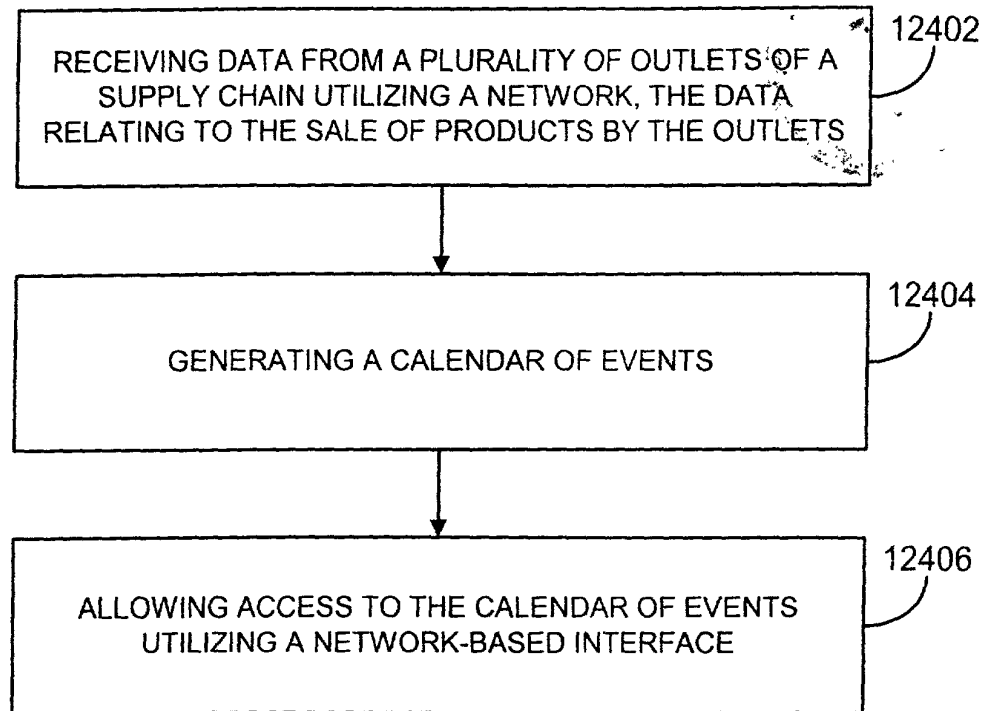 12402
RECEIVING DATA FROM A PLURALITY OF OUTLETS OF A
SUPPLY CHAIN UTILIZING A NETWORK, THE DATA
RELATING TO THE SALE OF PRODUCTS BY THE OUTLETS
12404
GENERATING A CALENDAR OF EVENTS
12406
ALLOWING ACCESS TO THE CALENDAR OF EVENTS
UTILIZING A NETWORK-BASED INTERFACE